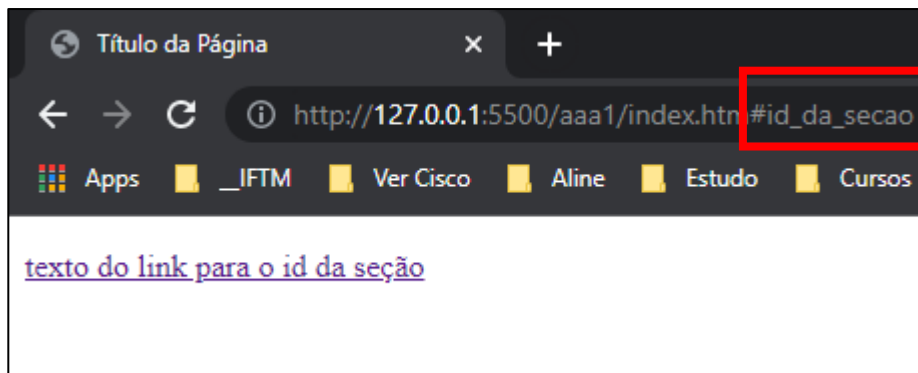 Título da Página
http://127.0.0.1:5500/aaa1/index.htm#id_da_secao
Apps __IFTM Ver Cisco Aline Estudo Cursos
texto do link para o id da seção